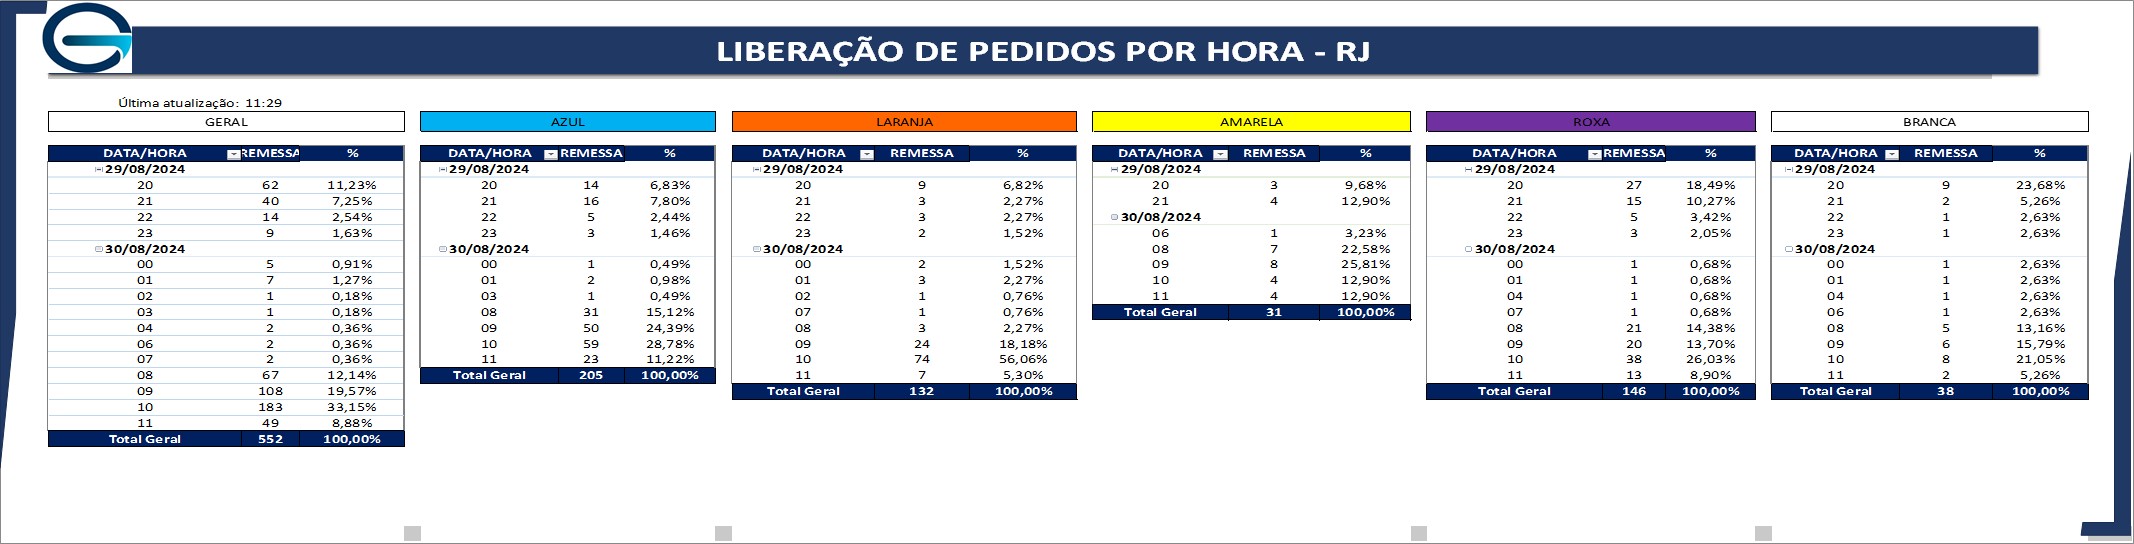 LIBERAÇÃO DE PEDIDOS POR HORA - RJ
Última atualização: 11:29
GERAL
DATA/HORA REMESSA %
29/08/2024
20 62 11,23%
21 40 7,25%
22 14 2,54%
23 9 1,63%
30/08/2024
00 5 0,91%
01 7 1,27%
02 1 0,18%
03 1 0,18%
04 2 0,36%
06 2 0,36%
07 2 0,36%
08 67 12,14%
09 108 19,57%
10 183 33,15%
11 49 8,88%
Total Geral 552 100,00%
AZUL
DATA/HORA REMESSA %
29/08/2024
20 14 6,83%
21 16 7,80%
22 5 2,44%
23 3 1,46%
30/08/2024
00 1 0,49%
01 2 0,98%
03 1 0,49%
08 31 15,12%
09 50 24,39%
10 59 28,78%
11 23 11,22%
Total Geral 205 100,00%
LARANJA
DATA/HORA REMESSA %
29/08/2024
20 9 6,82%
21 3 2,27%
22 3 2,27%
23 2 1,52%
30/08/2024
00 2 1,52%
01 3 2,27%
02 1 0,76%
07 1 0,76%
08 3 2,27%
09 24 18,18%
10 74 56,06%
11 7 5,30%
Total Geral 132 100,00%
AMARELA
DATA/HORA REMESSA %
29/08/2024
20 3 9,68%
21 4 12,90%
30/08/2024
06 1 3,23%
08 7 22,58%
09 8 25,81%
10 4 12,90%
11 4 12,90%
Total Geral 31 100,00%
ROXA
DATA/HORA REMESSA %
29/08/2024
20 27 18,49%
21 15 10,27%
22 5 3,42%
23 3 2,05%
30/08/2024
00 1 0,68%
01 1 0,68%
04 1 0,68%
07 1 0,68%
08 21 14,38%
09 20 13,70%
10 38 26,03%
11 13 8,90%
Total Geral 146 100,00%
BRANCA
DATA/HORA REMESSA %
29/08/2024
20 9 23,68%
21 2 5,26%
22 1 2,63%
23 1 2,63%
30/08/2024
00 1 2,63%
01 1 2,63%
04 1 2,63%
06 1 2,63%
08 5 13,16%
09 6 15,79%
10 8 21,05%
11 2 5,26%
Total Geral 38 100,00%